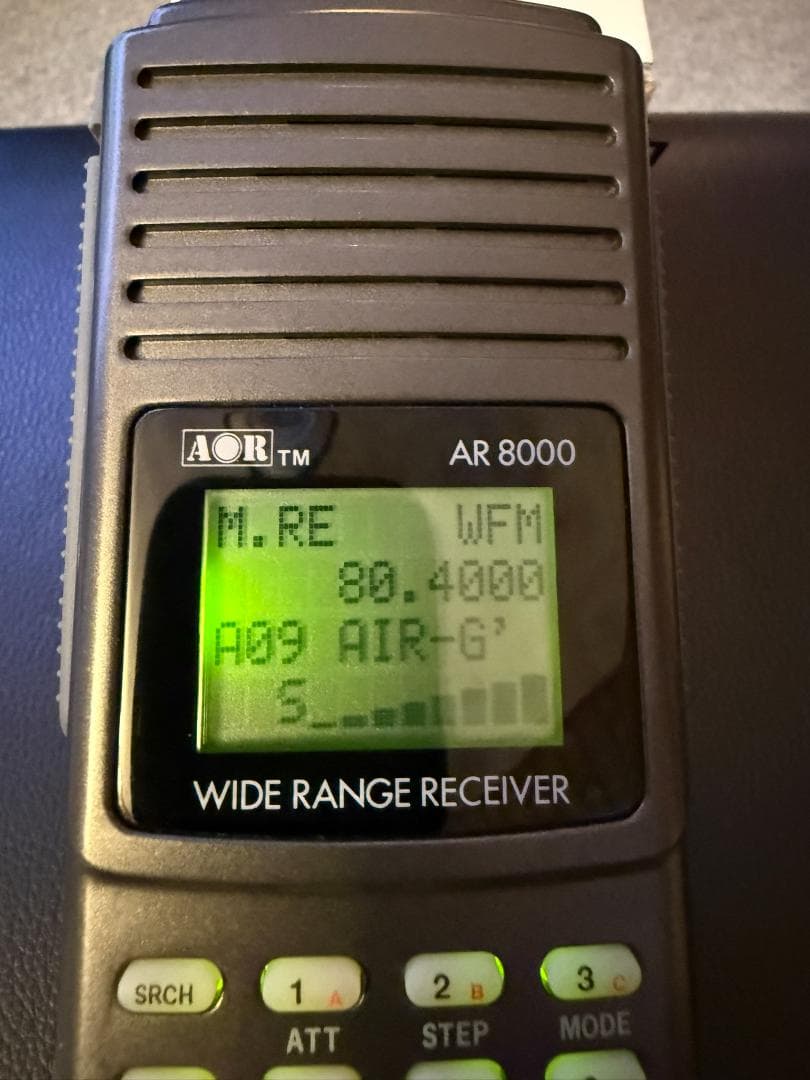 AOR TM AR 8000
M.RE WFM
80.4000
A09 AIR-G'
S
WIDE RANGE RECEIVER
SRCH 1 A 2 B 3 C
ATT STEP MODE